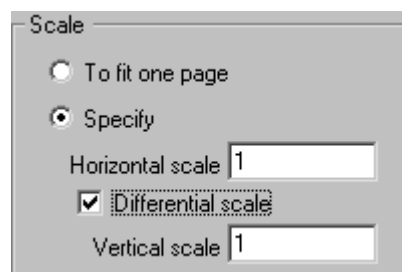 Scale
To fit one page
Specify
Horizontal scale 1
Differential scale
Vertical scale 1